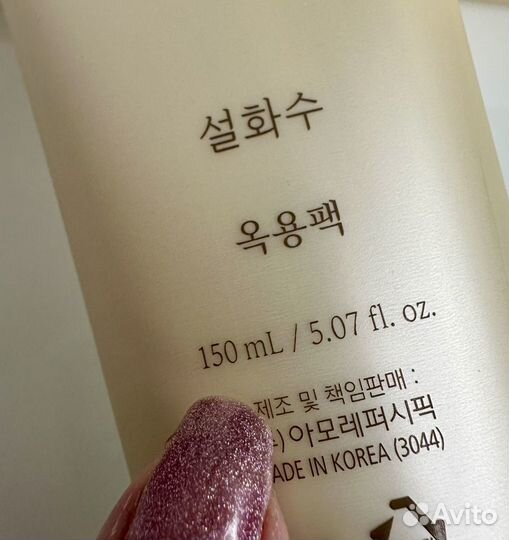 설화수
옥용팩
150 mL / 5.07 fl. oz.
제조 및 책임판매 :
아모레퍼시픽
MADE IN KOREA (3044)
Avito